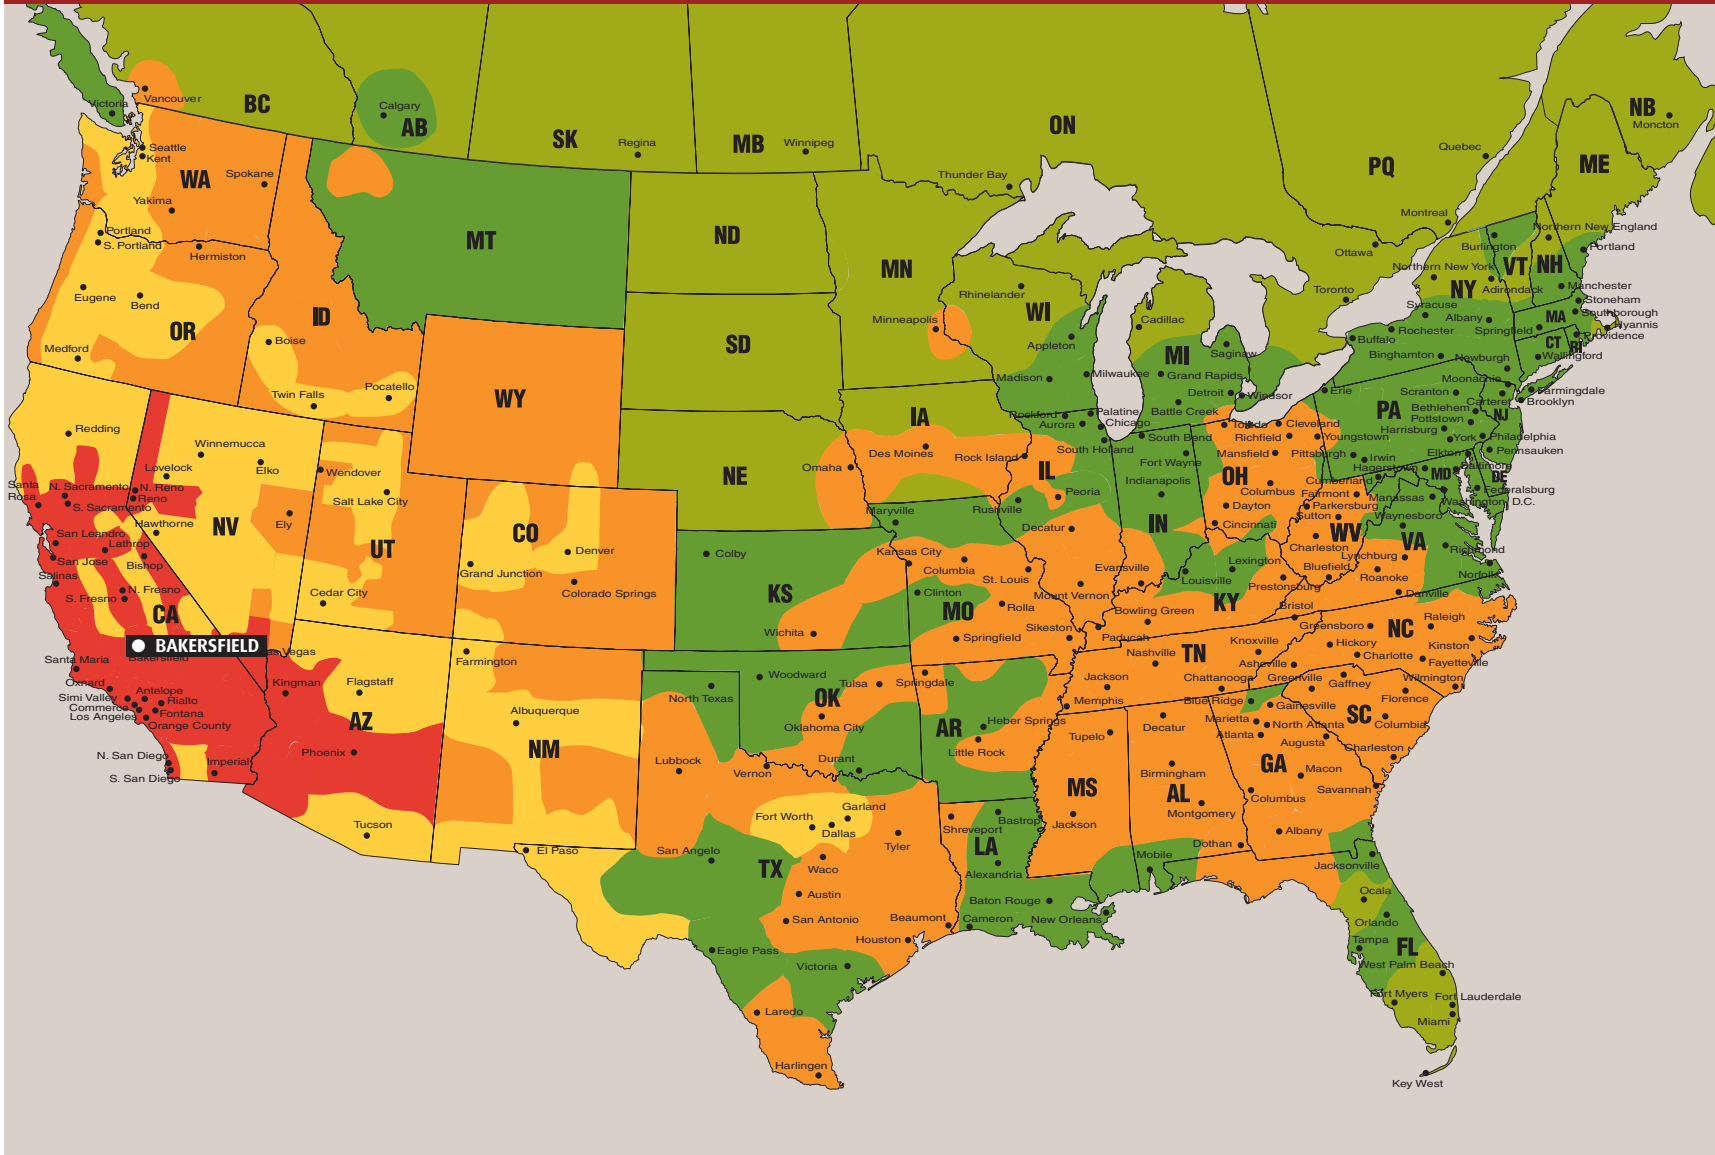 Victoria
Vancouver
BC
Calgary
AB
SK
Regina
MB
Winnipeg
ON
Thunder Bay
PQ
Quebec
Montreal
Ottawa
Toronto
NB
Moncton
ME
Seattle
Kent
WA
Spokane
Yakima
Portland
S. Portland
Hermiston
Eugene
Bend
OR
Medford
ID
Boise
Twin Falls
Pocatello
MT
WY
ND
SD
NE
MN
Minneapolis
WI
Rhinelander
Appleton
Madison
Milwaukee
Cadillac
MI
Saginaw
Grand Rapids
Detroit
Windsor
Battle Creek
Northern New England
Burlington
Portland
VT
NH
Northern New York
NY
Adirondack
Manchester
Stoneham
Southborough
Hyannis
Providence
MA
CT
RI
Syracuse
Albany
Springfield
Rochester
Buffalo
Binghamton
Newburgh
Wallingford
Erie
Moonachie
Scranton
Farmingdale
Brooklyn
Carteret
PA
Bethlehem
Pottstown
Harrisburg
NJ
York
Philadelphia
Pennsauken
Elkton
Pittsburgh
Irwin
Hagerstown
MD
Baltimore
DE
Cumberland
Federalsburg
Manassas
Washington, D.C.
Redding
Santa
Rosa
N. Sacramento
S. Sacramento
N. Reno
Reno
Lovelock
Winnemucca
Elko
Hawthorne
NV
Ely
San Leandro
Lathrop
San Jose
Bishop
Salinas
N. Fresno
S. Fresno
CA
BAKERSFIELD
Bakersfield
Las Vegas
Santa Maria
Oxnard
Simi Valley
Antelope
Rialto
Commerce
Fontana
Los Angeles
Orange County
N. San Diego
S. San Diego
Imperial
Wendover
Salt Lake City
UT
Cedar City
CO
Denver
Grand Junction
Colorado Springs
Kingman
Flagstaff
AZ
Phoenix
Tucson
Farmington
Albuquerque
NM
El Paso
Omaha
IA
Des Moines
Rock Island
Rockford
Palatine
Aurora
Chicago
South Holland
IL
Peoria
Rushville
Decatur
Mount Vernon
South Bend
Fort Wayne
Indianapolis
IN
Evansville
Toledo
Cleveland
Richfield
Youngstown
Mansfield
OH
Columbus
Dayton
Cincinnati
Fairmont
Parkersburg
Sutton
WV
Charleston
Bluefield
Waynesboro
VA
Richmond
Lynchburg
Roanoke
Norfolk
Danville
Maryville
Kansas City
Columbia
St. Louis
Clinton
MO
Rolla
Springfield
Sikeston
Colby
KS
Wichita
Lexington
Louisville
KY
Prestonsburg
Bowling Green
Paducah
Bristol
Knoxville
Nashville
TN
Jackson
Memphis
Chattanooga
Greensboro
Raleigh
NC
Hickory
Kinston
Charlotte
Fayetteville
Asheville
Wilmington
Greenville
Gaffney
Florence
SC
Columbia
Charleston
Woodward
Tulsa
OK
Oklahoma City
Durant
Springdale
AR
Heber Springs
Little Rock
North Texas
Lubbock
Vernon
Garland
Fort Worth
Dallas
Tyler
San Angelo
TX
Waco
Austin
San Antonio
Beaumont
Houston
Eagle Pass
Victoria
Laredo
Harlingen
Shreveport
Bastrop
LA
Alexandria
Baton Rouge
Cameron
New Orleans
Tupelo
MS
Jackson
Decatur
Birmingham
AL
Montgomery
Dothan
Mobile
Blue Ridge
Gainesville
Marietta
North Atlanta
Atlanta
Augusta
GA
Macon
Columbus
Savannah
Albany
Jacksonville
Ocala
Orlando
Tampa
FL
West Palm Beach
Fort Myers
Fort Lauderdale
Miami
Key West